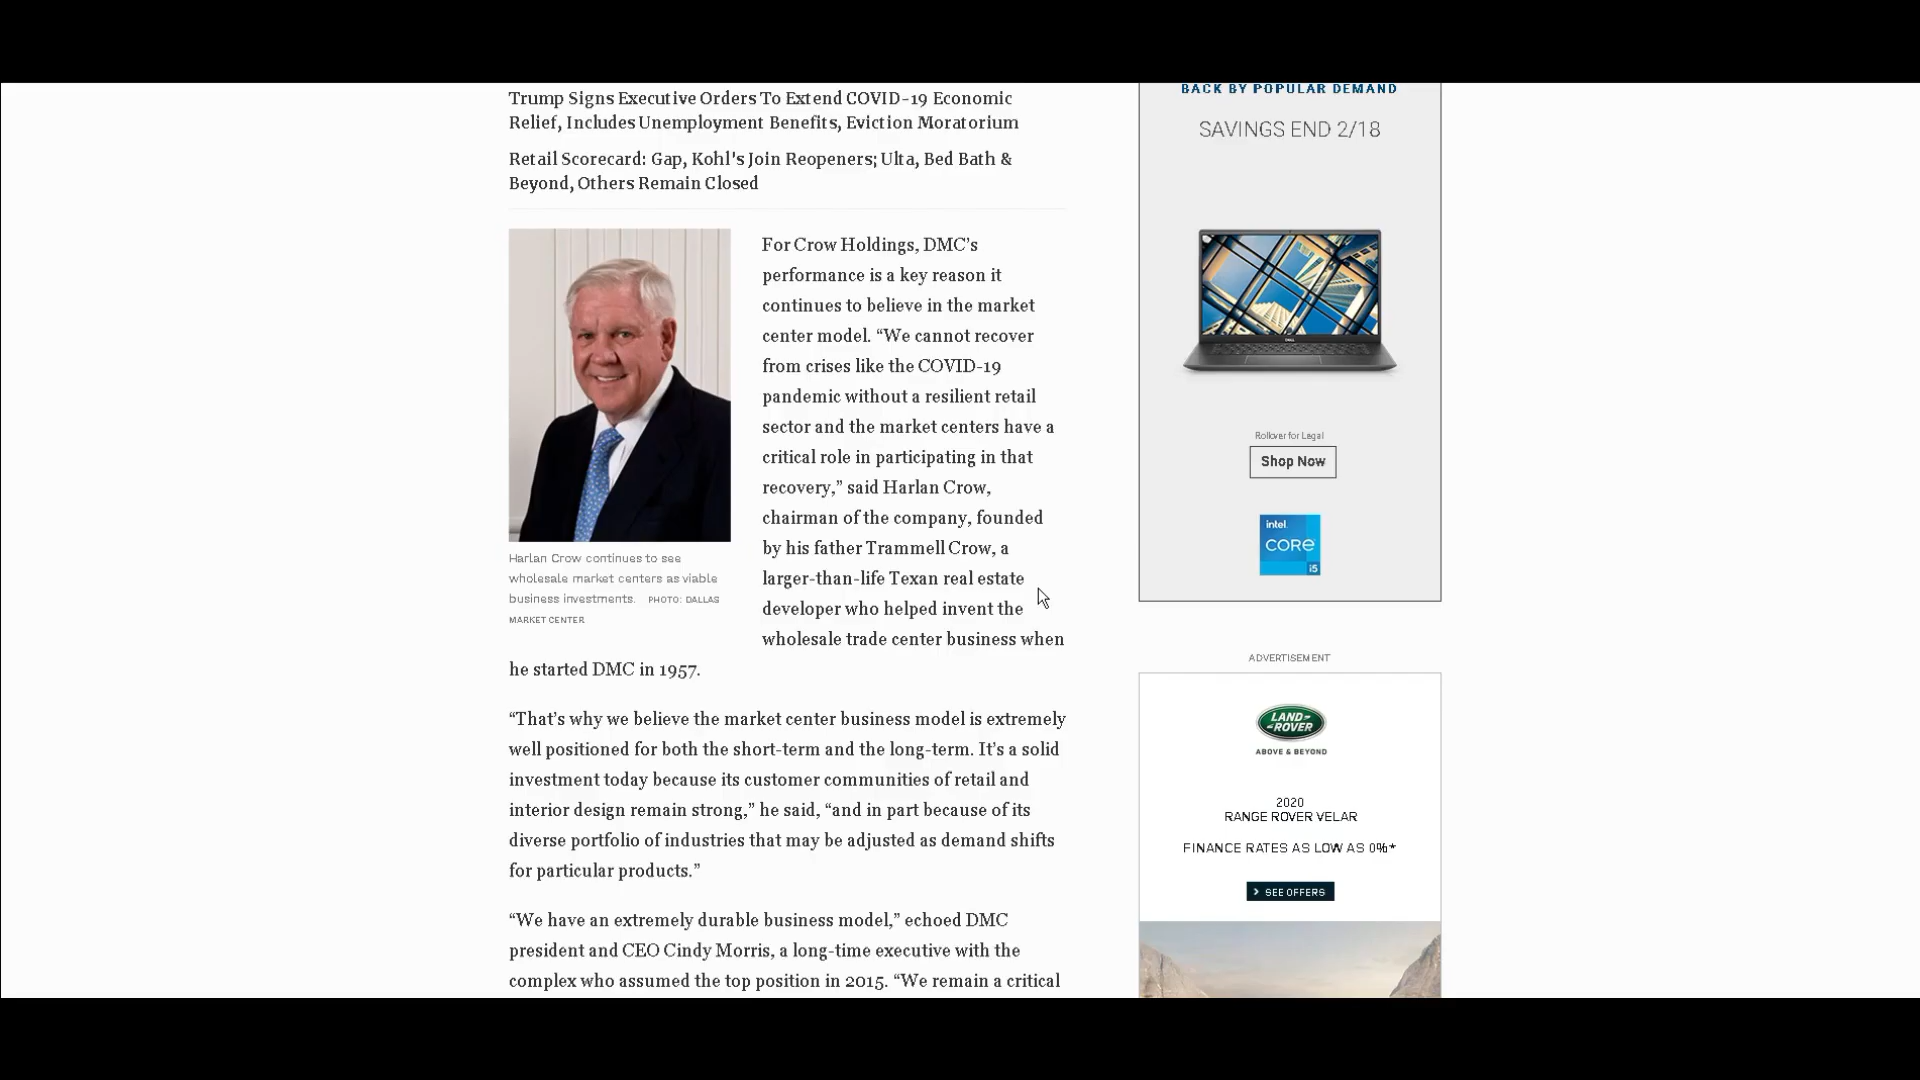 Trump Signs Executive Orders To Extend COVID-19 Economic
Relief, Includes Unemployment Benefits, Eviction Moratorium
Retail Scorecard: Gap, Kohl's Join Reopeners; Ulta, Bed Bath &
Beyond, Others Remain Closed
For Crow Holdings, DMC’s
performance is a key reason it
continues to believe in the market
center model. “We cannot recover
from crises like the COVID-19
pandemic without a resilient retail
sector and the market centers have a
critical role in participating in that
recovery,” said Harlan Crow,
chairman of the company, founded
by his father Trammell Crow, a
larger-than-life Texan real estate
developer who helped invent the
wholesale trade center business when
he started DMC in 1957.
Harlan Crow continues to see
wholesale market centers as viable
business investments. PHOTO: DALLAS
MARKET CENTER
“That’s why we believe the market center business model is extremely
well positioned for both the short-term and the long-term. It’s a solid
investment today because its customer communities of retail and
interior design remain strong,” he said, “and in part because of its
diverse portfolio of industries that may be adjusted as demand shifts
for particular products.”
“We have an extremely durable business model,” echoed DMC
president and CEO Cindy Morris, a long-time executive with the
complex who assumed the top position in 2015. “We remain a critical
BACK BY POPULAR DEMAND
SAVINGS END 2/18
DELL
Rollover for Legal
Shop Now
intel.
CORE
i5
ADVERTISEMENT
LAND-
-ROVER
ABOVE & BEYOND
2020
RANGE ROVER VELAR
FINANCE RATES AS LOW AS 0%*
SEE OFFERS